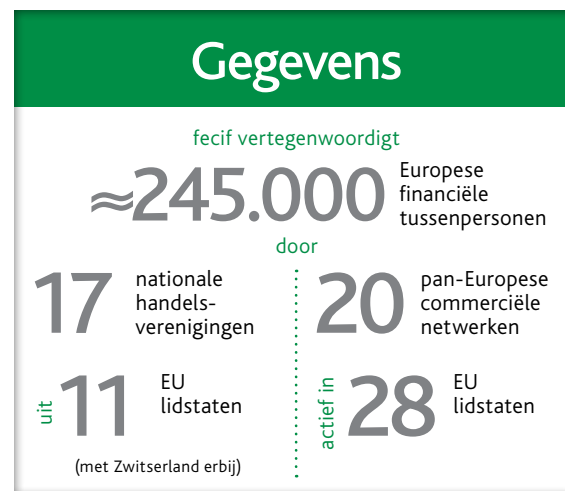 Gegevens
fecif vertegenwoordigt
≈245.000
Europese
financiële
tussenpersonen
door
17
nationale
handels-
verenigingen
uit
11
EU
lidstaten
(met Zwitserland erbij)
20
pan-Europese
commerciële
netwerken
actief in
28
EU
lidstaten